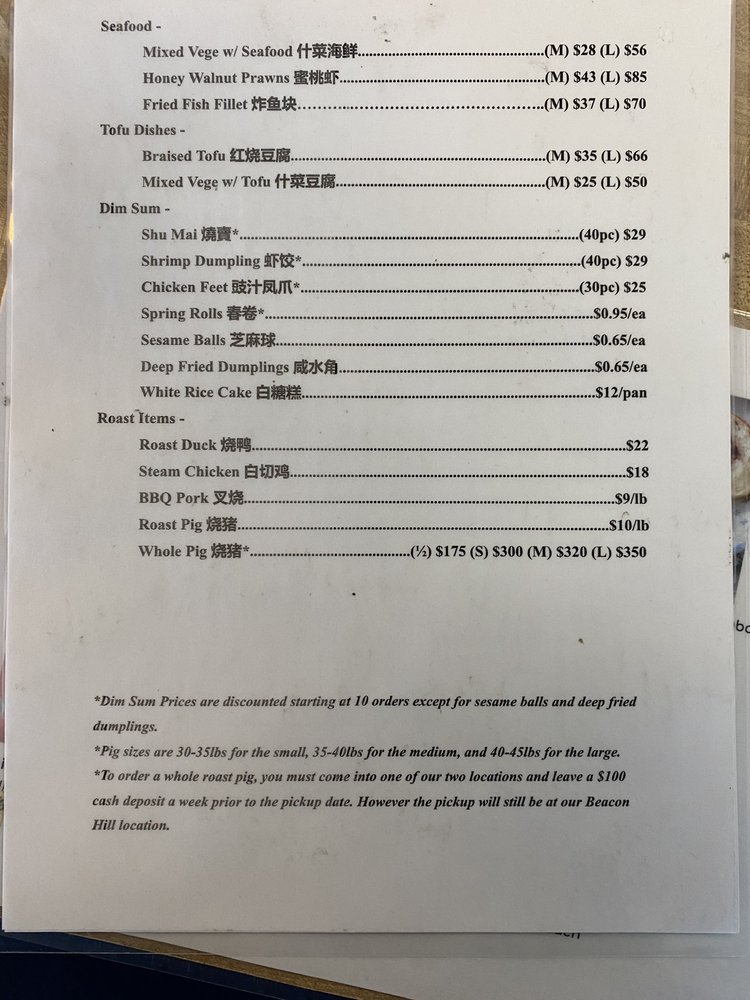 Seafood -
Mixed Vege w/ Seafood 什菜海鲜..........(M) $28 (L) $56
Honey Walnut Prawns 蜜桃虾..........(M) $43 (L) $85
Fried Fish Fillet 炸鱼块..........(M) $37 (L) $70
Tofu Dishes -
Braised Tofu 红烧豆腐..........(M) $35 (L) $66
Mixed Vege w/ Tofu 什菜豆腐..........(M) $25 (L) $50
Dim Sum -
Shu Mai 燒賣*..........(40pc) $29
Shrimp Dumpling 虾饺*..........(40pc) $29
Chicken Feet 豉汁凤爪*..........(30pc) $25
Spring Rolls 春卷*..........$0.95/ea
Sesame Balls 芝麻球..........$0.65/ea
Deep Fried Dumplings 咸水角..........$0.65/ea
White Rice Cake 白糖糕..........$12/pan
Roast Items -
Roast Duck 烧鸭..........$22
Steam Chicken 白切鸡..........$18
BBQ Pork 叉烧..........$9/lb
Roast Pig 烧猪..........$10/lb
Whole Pig 烧猪*..........(½) $175 (S) $300 (M) $320 (L) $350
*Dim Sum Prices are discounted starting at 10 orders except for sesame balls and deep fried
dumplings.
*Pig sizes are 30-35lbs for the small, 35-40lbs for the medium, and 40-45lbs for the large.
*To order a whole roast pig, you must come into one of our two locations and leave a $100
cash deposit a week prior to the pickup date. However the pickup will still be at our Beacon
Hill location.